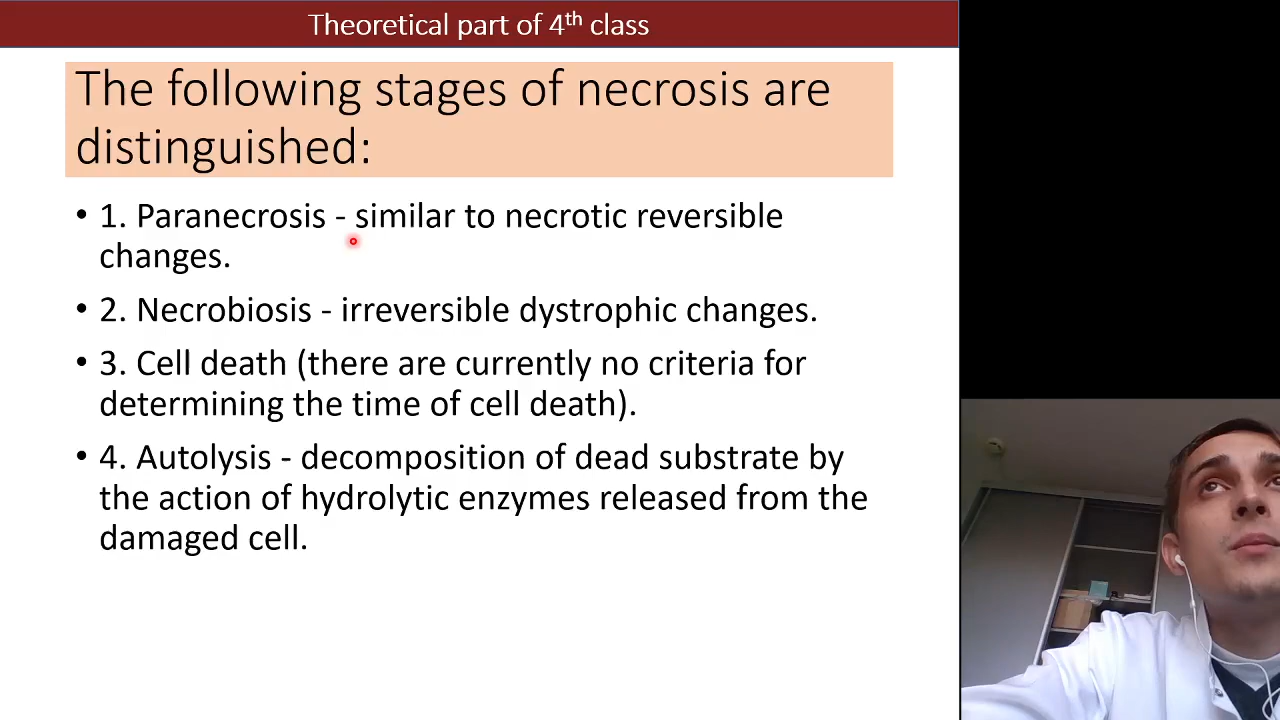 Theoretical part of 4th class
The following stages of necrosis are
distinguished:
• 1. Paranecrosis - similar to necrotic reversible
changes.
• 2. Necrobiosis - irreversible dystrophic changes.
• 3. Cell death (there are currently no criteria for
determining the time of cell death).
• 4. Autolysis - decomposition of dead substrate by
the action of hydrolytic enzymes released from the
damaged cell.